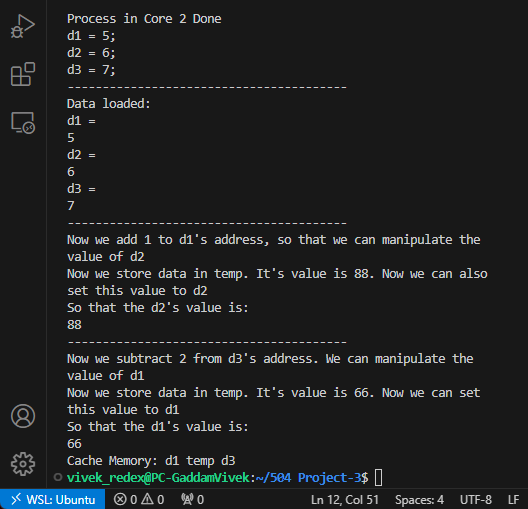 Process in Core 2 Done
d1 = 5;
d2 = 6;
d3 = 7;
----------------------------------------
Data loaded:
d1 =
5
d2 =
6
d3 =
7
----------------------------------------
Now we add 1 to d1's address, so that we can manipulate the
value of d2
Now we store data in temp. It's value is 88. Now we can also
set this value to d2
So that the d2's value is:
88
----------------------------------------
Now we subtract 2 from d3's address. We can manipulate the
value of d1
Now we store data in temp. It's value is 66. Now we can set
this value to d1
So that the d1's value is:
66
Cache Memory: d1 temp d3
vivek_redex@PC-GaddamVivek:~/504 Project-3$
WSL: Ubuntu 0 0 0 Ln 12, Col 51 Spaces: 4 UTF-8 LF